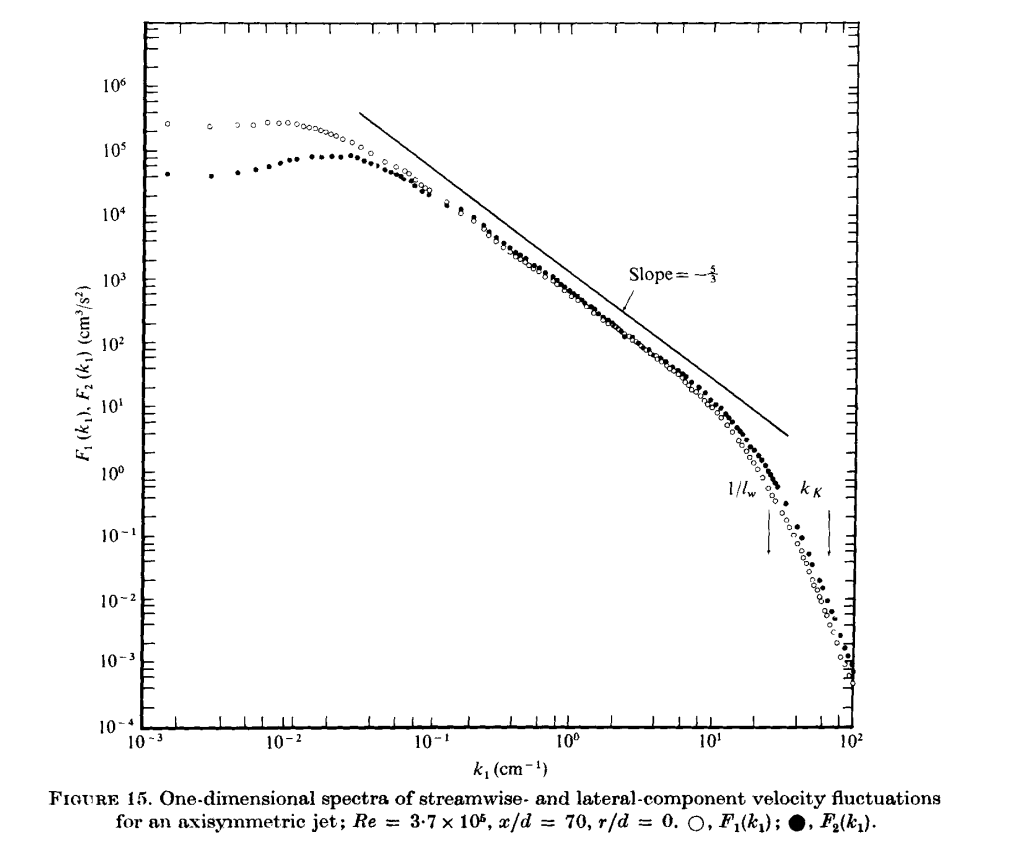 10⁶
10⁵
10⁴
10³
10²
10¹
10⁰
10⁻¹
10⁻²
10⁻³
10⁻⁴
F₁(k₁), F₂(k₁) (cm³/s²)
Slope = −5/3
1/l_w
k_K
10⁻³ 10⁻² 10⁻¹ 10⁰ 10¹ 10²
k₁ (cm⁻¹)
FIGURE 15. One-dimensional spectra of streamwise- and lateral-component velocity fluctuations
for an axisymmetric jet; Re = 3·7 × 10⁵, x/d = 70, r/d = 0. ○, F₁(k₁); ●, F₂(k₁).